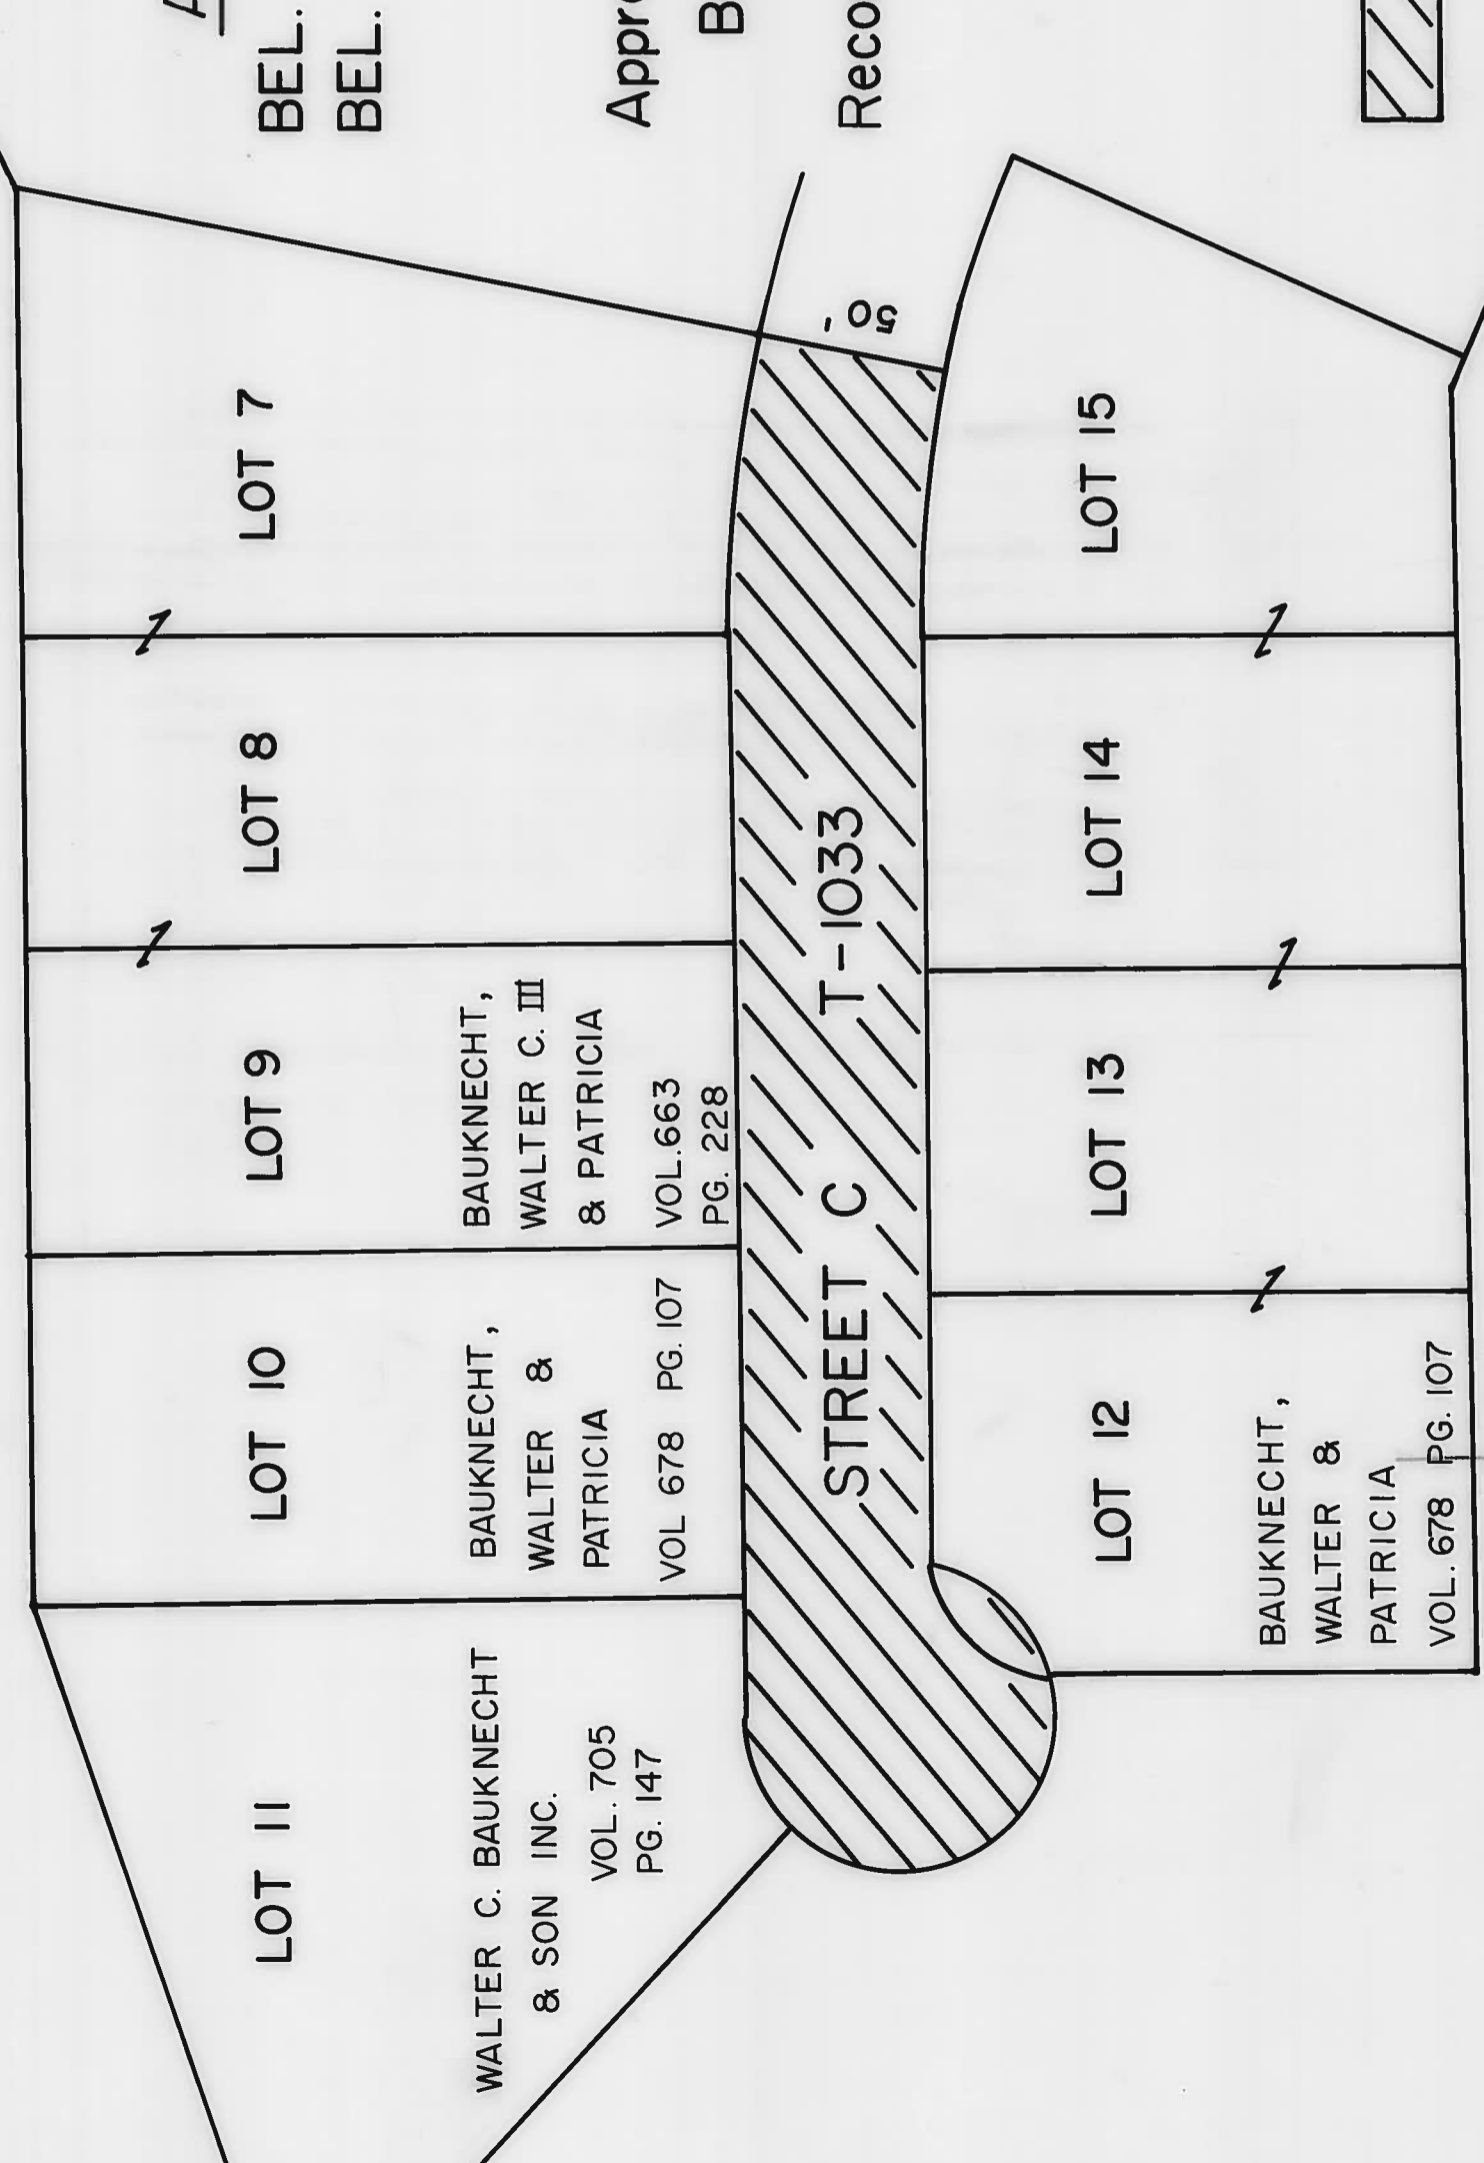 BEL.
BEL.
Appr
B
Reco
LOT 7
LOT 8
LOT 9
BAUKNECHT,
WALTER C. III
& PATRICIA
VOL.663
PG. 228
LOT 10
BAUKNECHT,
WALTER &
PATRICIA
VOL 678 PG. 107
LOT 11
WALTER C. BAUKNECHT
& SON INC.
VOL. 705
PG. 147
50'
STREET C T-1033
LOT 15
LOT 14
LOT 13
LOT 12
BAUKNECHT,
WALTER &
PATRICIA
VOL. 678 PG. 107